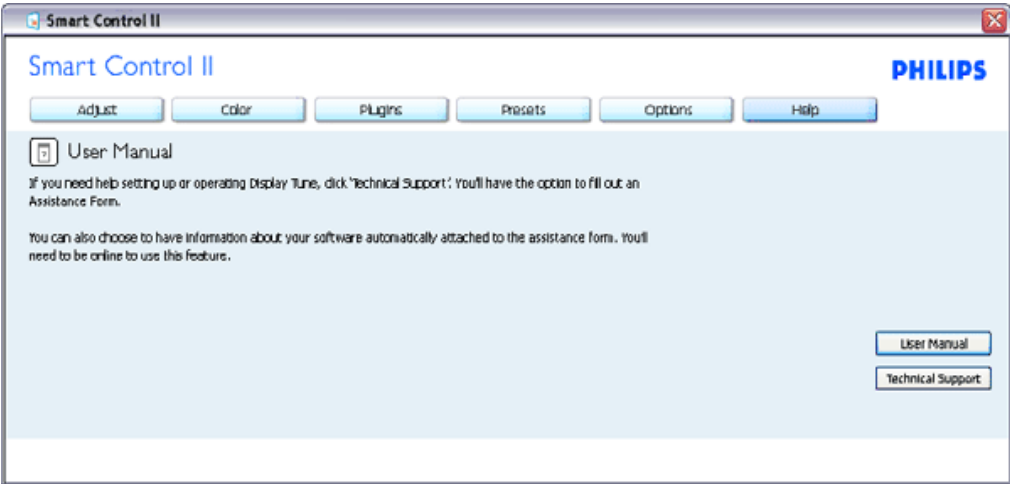 Smart Control II
Smart Control II
PHILIPS
Adjust Color Plugins Presets Options Help
? User Manual
If you need help setting up or operating Display Tune, click 'Technical Support'. You'll have the option to fill out an
Assistance Form.
You can also choose to have information about your software automatically attached to the assistance form. You'll
need to be online to use this feature.
User Manual
Technical Support